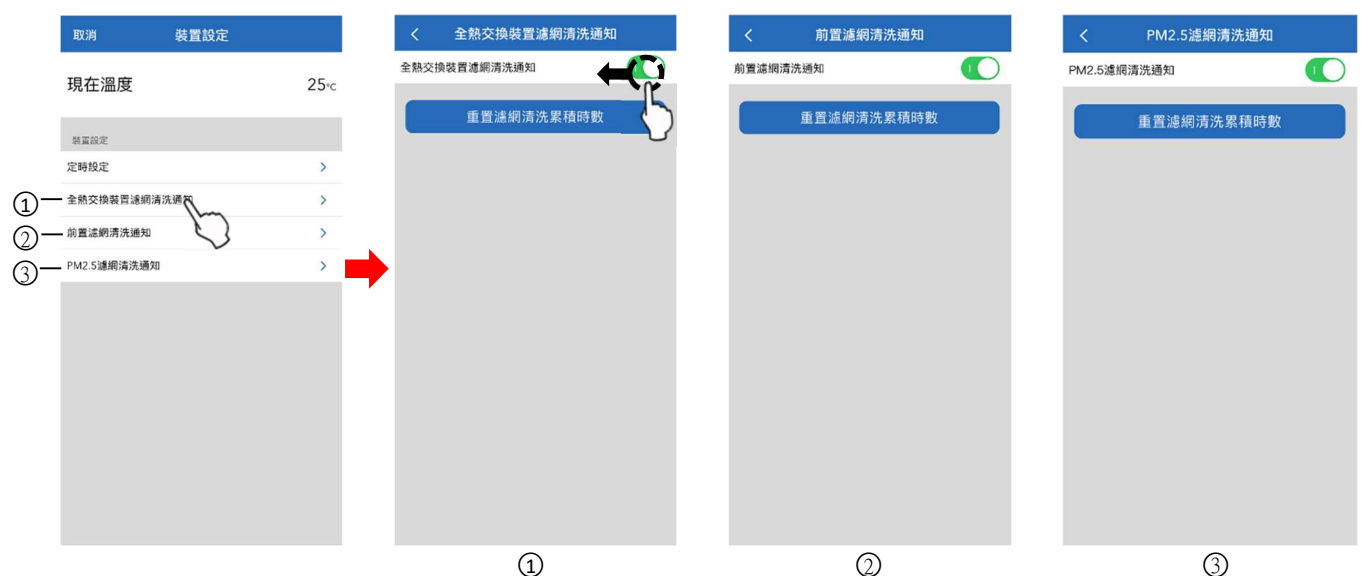 取消 裝置設定
現在溫度 25°C
裝置設定
定時設定
① 全熱交換裝置濾網清洗通知
② 前置濾網清洗通知
③ PM2.5濾網清洗通知
全熱交換裝置濾網清洗通知
全熱交換裝置濾網清洗通知
重置濾網清洗累積時數
①
前置濾網清洗通知
前置濾網清洗通知
重置濾網清洗累積時數
②
PM2.5濾網清洗通知
PM2.5濾網清洗通知
重置濾網清洗累積時數
③